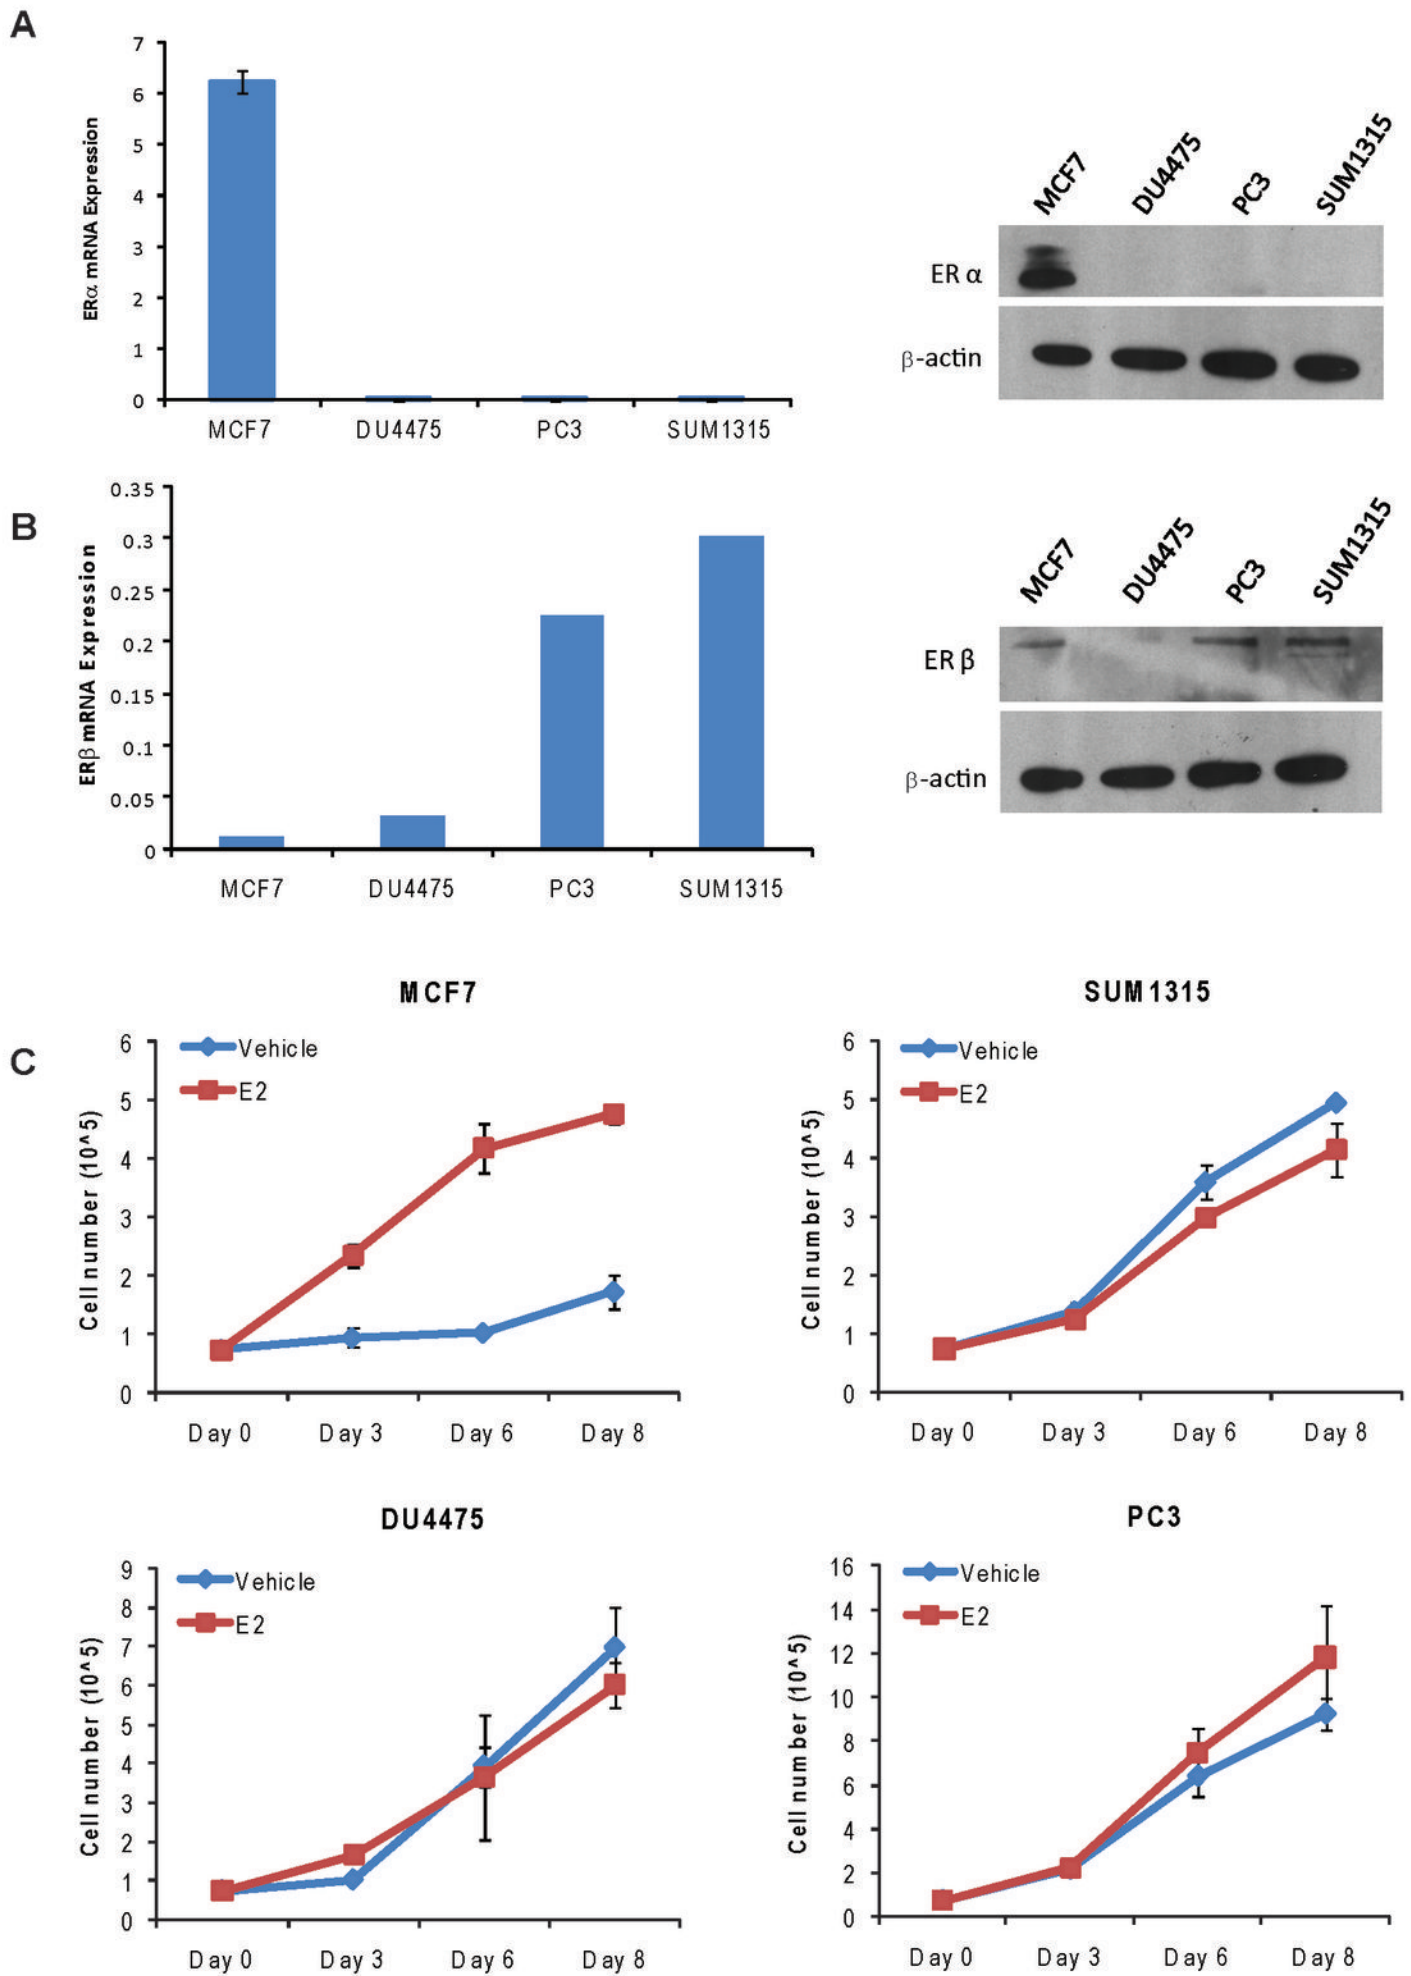 A
7
6
5
4
3
2
1
0
ERα mRNA Expression
MCF7 DU4475 PC3 SUM1315
MCF7 DU4475 PC3 SUM1315
ER α
β-actin
B
0.35
0.3
0.25
0.2
0.15
0.1
0.05
0
ERβ mRNA Expression
MCF7 DU4475 PC3 SUM1315
MCF7 DU4475 PC3 SUM1315
ER β
β-actin
C
MCF7
Vehicle
E2
6
5
4
3
2
1
0
Cell number (10^5)
Day 0 Day 3 Day 6 Day 8
SUM1315
Vehicle
E2
6
5
4
3
2
1
0
Cell number (10^5)
Day 0 Day 3 Day 6 Day 8
DU4475
Vehicle
E2
9
8
7
6
5
4
3
2
1
0
Cell number (10^5)
Day 0 Day 3 Day 6 Day 8
PC3
Vehicle
E2
16
14
12
10
8
6
4
2
0
Cell number (10^5)
Day 0 Day 3 Day 6 Day 8